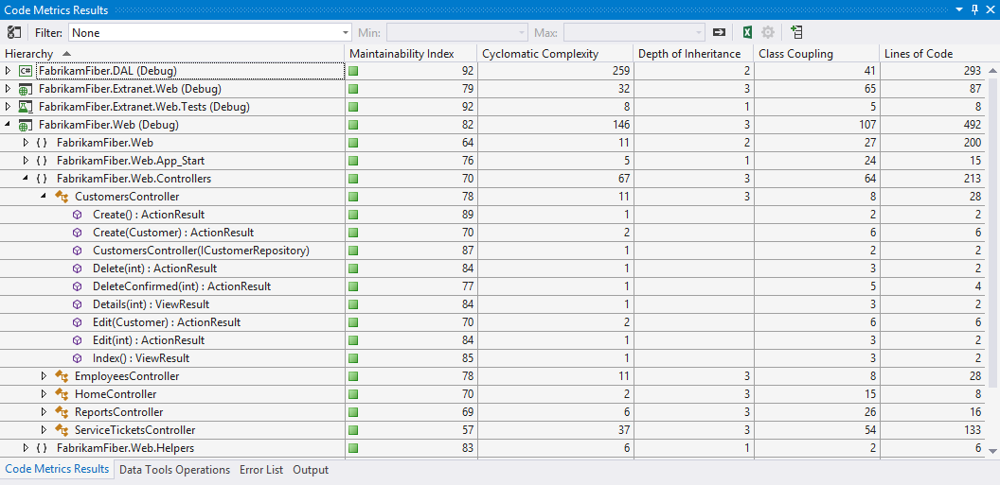 Code Metrics Results
Filter: None Min: Max:
Hierarchy Maintainability Index Cyclomatic Complexity Depth of Inheritance Class Coupling Lines of Code
C# FabrikamFiber.DAL (Debug) 92 259 2 41 293
FabrikamFiber.Extranet.Web (Debug) 79 32 3 65 87
FabrikamFiber.Extranet.Web.Tests (Debug) 92 8 1 5 8
FabrikamFiber.Web (Debug) 82 146 3 107 492
{ } FabrikamFiber.Web 64 11 2 27 200
{ } FabrikamFiber.Web.App_Start 76 5 1 24 15
{ } FabrikamFiber.Web.Controllers 70 67 3 64 213
CustomersController 78 11 3 8 28
Create() : ActionResult 89 1 2 2
Create(Customer) : ActionResult 70 2 6 6
CustomersController(ICustomerRepository) 87 1 2 2
Delete(int) : ActionResult 84 1 3 2
DeleteConfirmed(int) : ActionResult 77 1 5 4
Details(int) : ViewResult 84 1 3 2
Edit(Customer) : ActionResult 70 2 6 6
Edit(int) : ActionResult 84 1 3 2
Index() : ViewResult 85 1 3 2
EmployeesController 78 11 3 8 28
HomeController 70 2 3 15 8
ReportsController 69 6 3 26 16
ServiceTicketsController 57 37 3 54 133
{ } FabrikamFiber.Web.Helpers 83 6 1 2 6
Code Metrics Results Data Tools Operations Error List Output